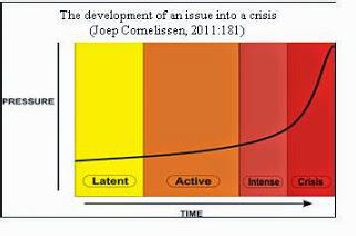 The development of an issue into a crisis
(Joep Cornelissen, 2011:181)
PRESSURE
Latent
Active
Intense
Crisis
TIME